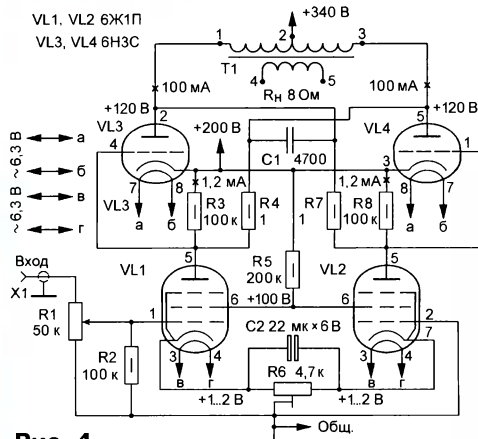 VL1, VL2 6Ж1П
VL3, VL4 6Н3С
+340 В
1 2 3
T1
4 5
Rн 8 Ом
100 мА
100 мА
+120 В 2
5 +120 В
VL3
VL4
+200 В
C1 4700
4
3
1
~6,3 В
а
б
~6,3 В
в
г
7 8
8 7
VL3
а б
а б
1,2 мА
1,2 мА
R3 100 к
R4 1
R7 1
R8 100 к
R5 200 к
5
5
VL1
VL2
Вход
X1
R1 50 к
R2 100 к
1
6 +100 В 6
2
7
C2 22 мк × 6 В
3 4
3 4
в г
в г
R6 4,7 к
+1...2 В
+1...2 В
Общ.